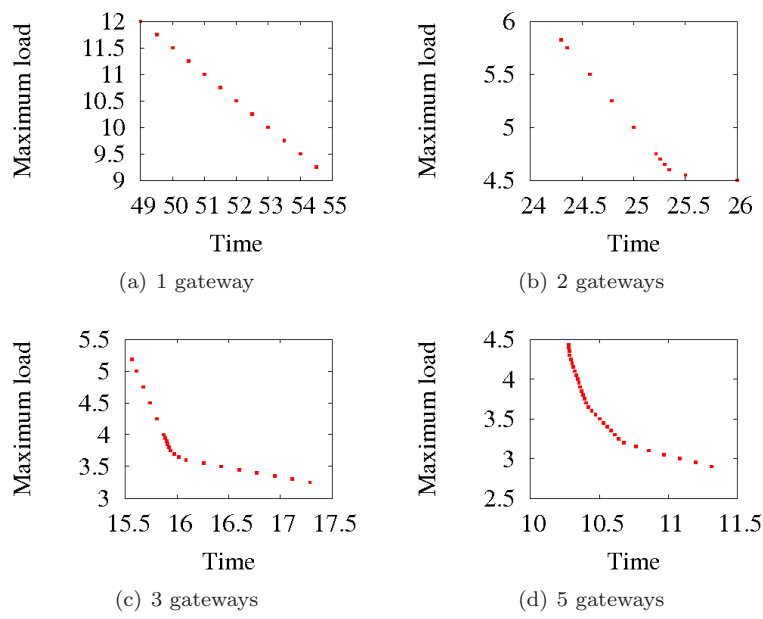 Maximum load
12
11.5
11
10.5
10
9.5
9
49 50 51 52 53 54 55
Time
(a) 1 gateway
Maximum load
6
5.5
5
4.5
24 24.5 25 25.5 26
Time
(b) 2 gateways
Maximum load
5.5
5
4.5
4
3.5
3
15.5 16 16.5 17 17.5
Time
(c) 3 gateways
Maximum load
4.5
4
3.5
3
2.5
10 10.5 11 11.5
Time
(d) 5 gateways